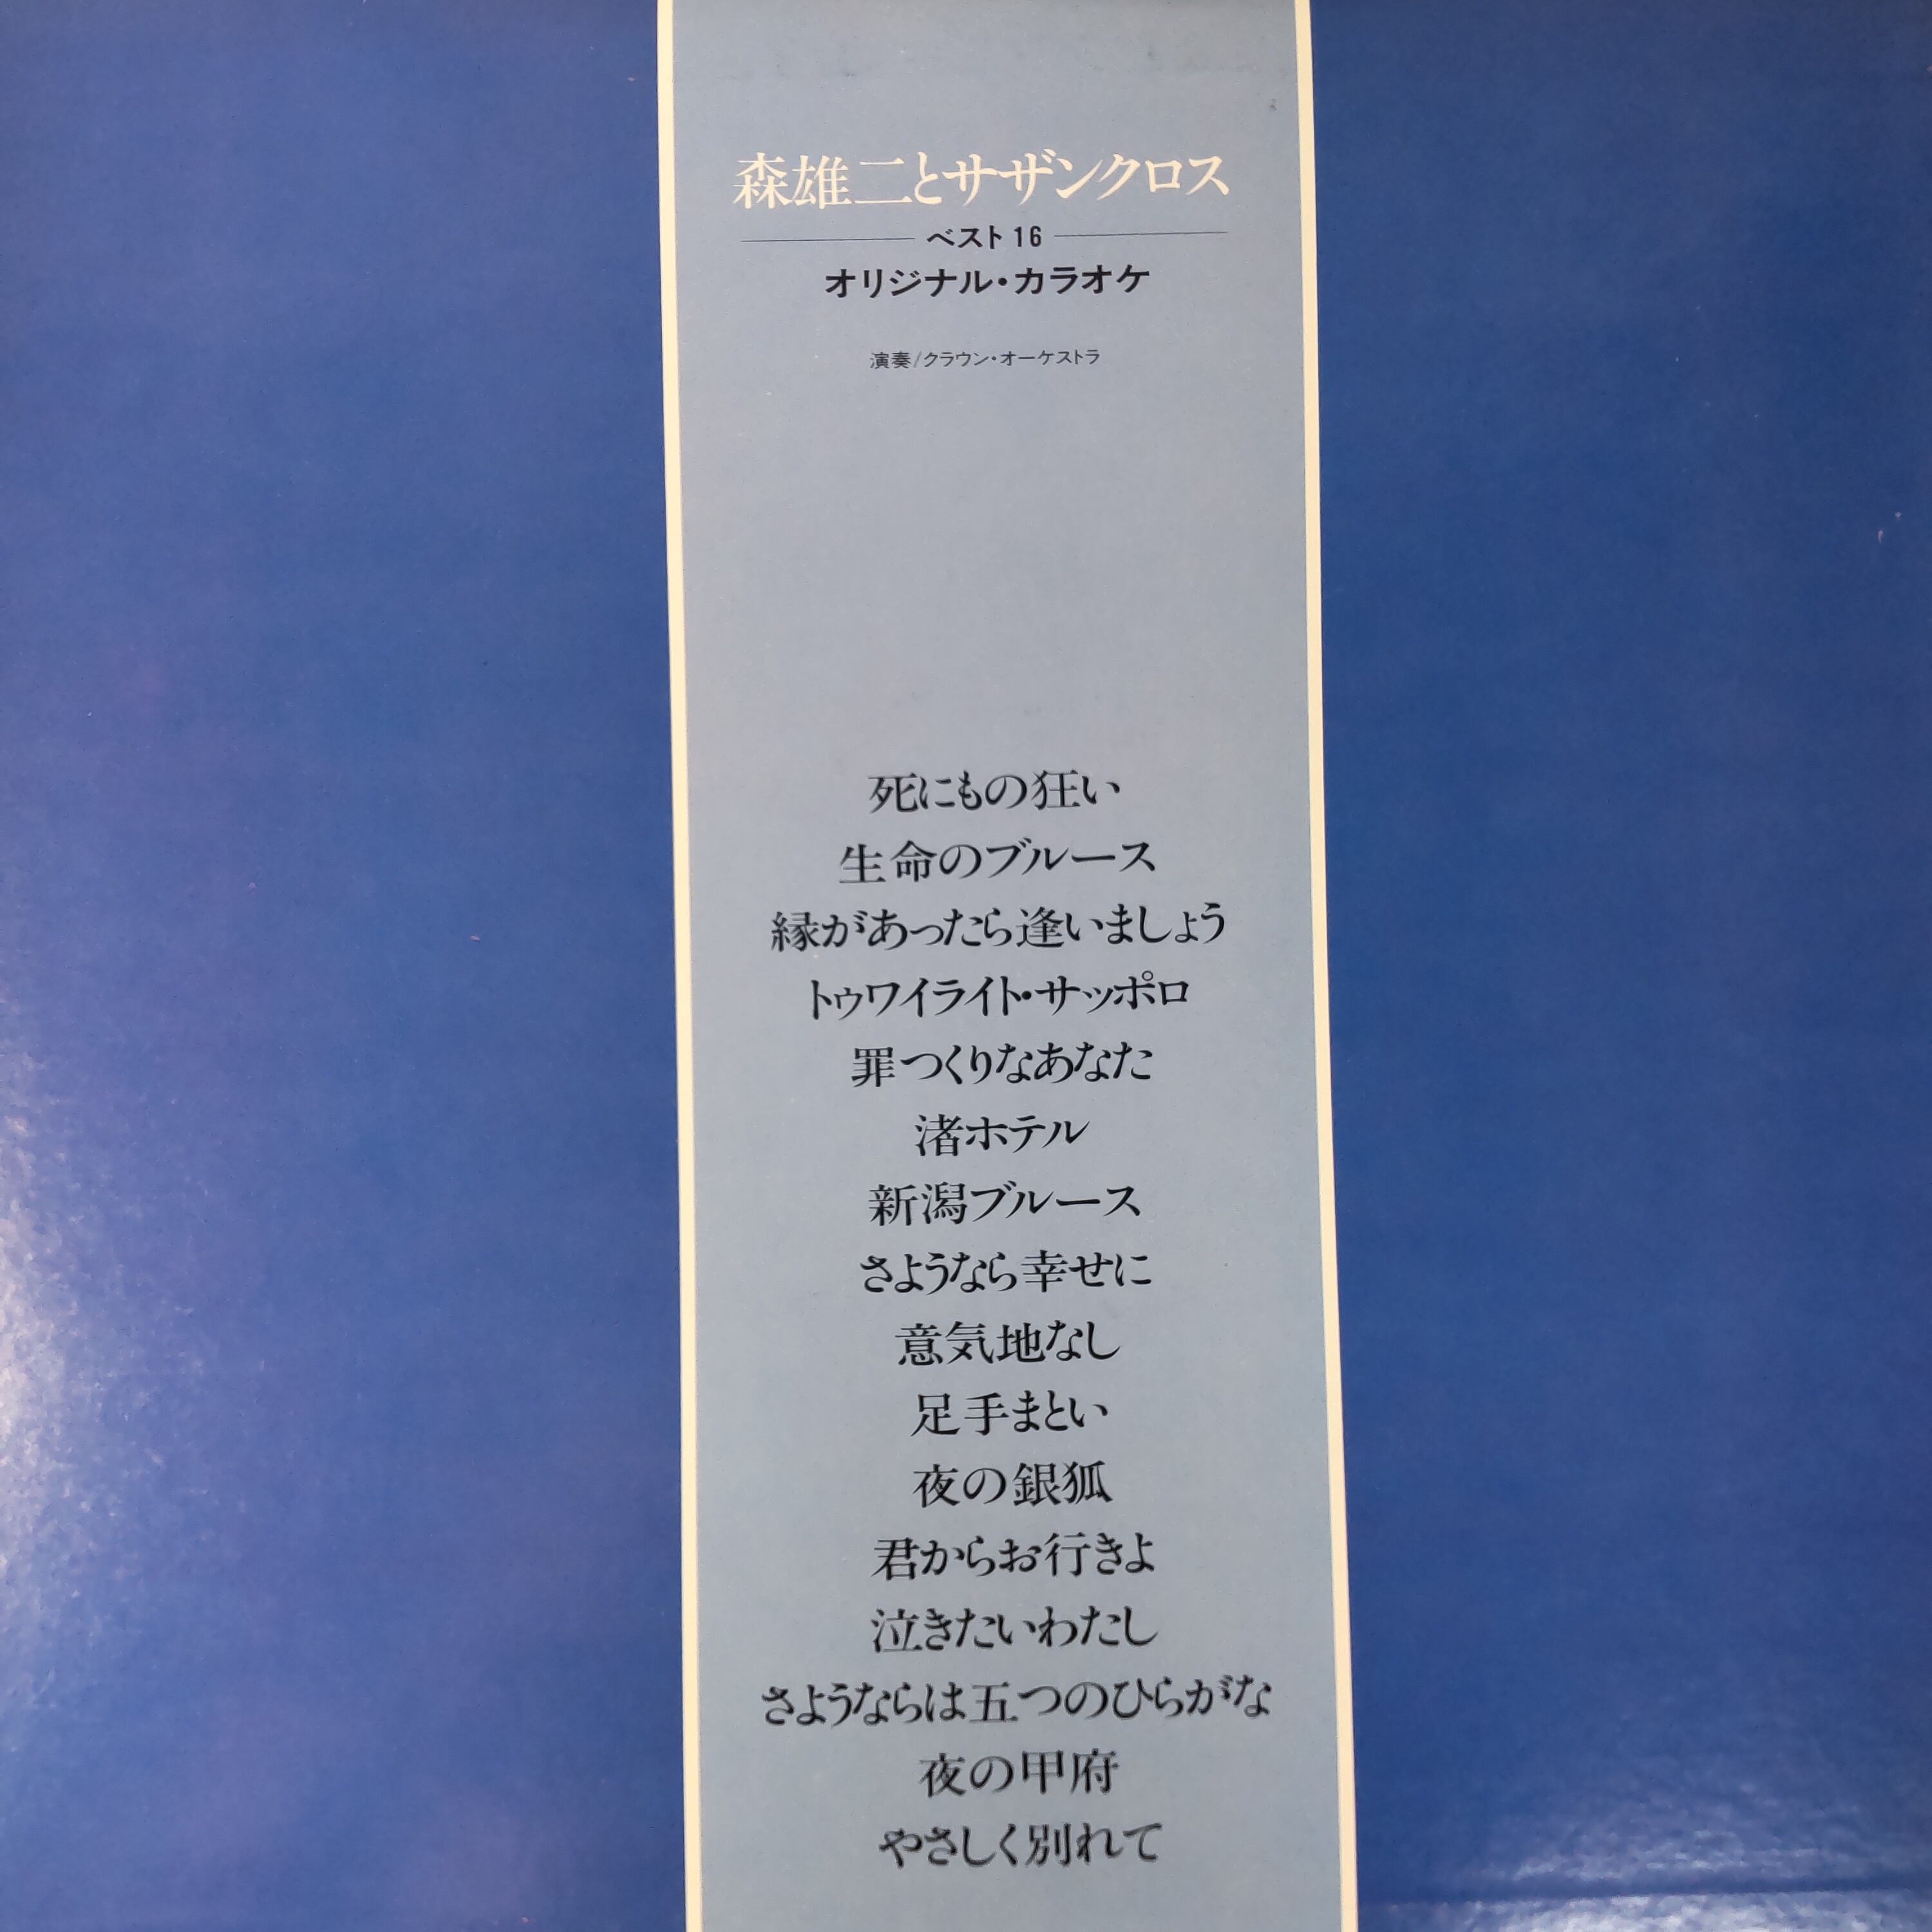 森雄二とサザンクロス
ベスト16
オリジナル・カラオケ
演奏/クラウン・オーケストラ
死にもの狂い
生命のブルース
縁があったら逢いましょう
トゥワイライト・サッポロ
罪つくりなあなた
渚ホテル
新潟ブルース
さようなら幸せに
意気地なし
足手まとい
夜の銀狐
君からお行きよ
泣きたいわたし
さようならは五つのひらがな
夜の甲府
やさしく別れて